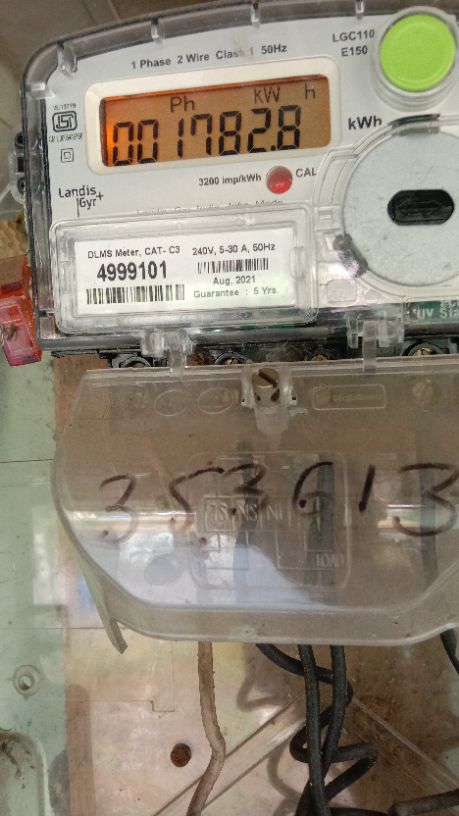 LGC110
E150
1 Phase 2 Wire Class 1 50Hz
Ph KW h
001782.8
kWh
3200 imp/kWh CAL
Landis
Gyr+
DLMS Meter, CAT- C3 240V, 5-30 A, 50Hz
4999101
Aug. 2021
Guarantee : 5 Yrs.
353613